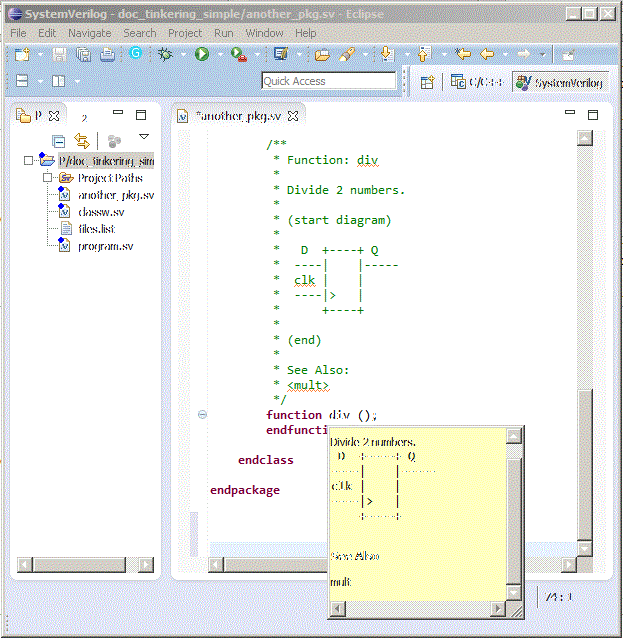 SystemVerilog - doc_tinkering_simple/another_pkg.sv - Eclipse
File Edit Navigate Search Project Run Window Help
Quick Access
C/C++ SystemVerilog
P 2
*another_pkg.sv
P/doc_tinkering_sim
Project Paths
another_pkg.sv
classw.sv
files.list
program.sv
/**
* Function: div
*
* Divide 2 numbers.
*
* (start diagram)
*
*   D  +----+ Q
*  ----|    |-----
*  clk |    |
*  ----|>   |
*      +----+
*
* (end)
*
* See Also:
* <mult>
*/
function div ();
endfuncti
endclass
endpackage
Divide 2 numbers.
D +------+ Q
------| |--------
clk | |
------|> |
+------+
See Also
mult
74 : 1